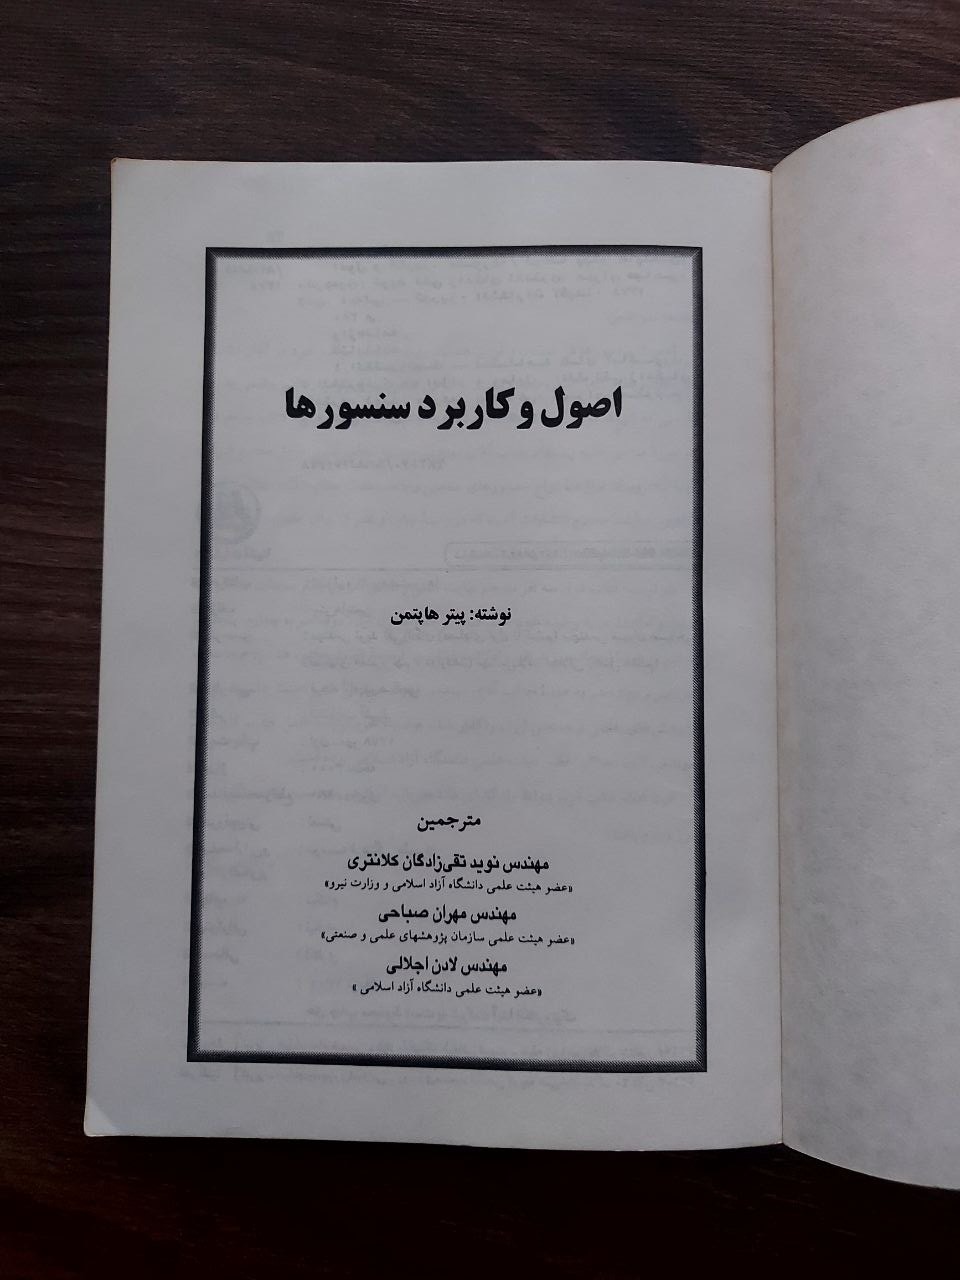 اصول و کاربرد سنسورها
نوشته: پیتر هاپتمن
مترجمین
مهندس نوید تقی‌زادگان کلانتری
«عضو هیئت علمی دانشگاه آزاد اسلامی و وزارت نیرو»
مهندس مهران صباحی
«عضو هیئت علمی سازمان پژوهشهای علمی و صنعتی»
مهندس لادن اجلالی
«عضو هیئت علمی دانشگاه آزاد اسلامی »